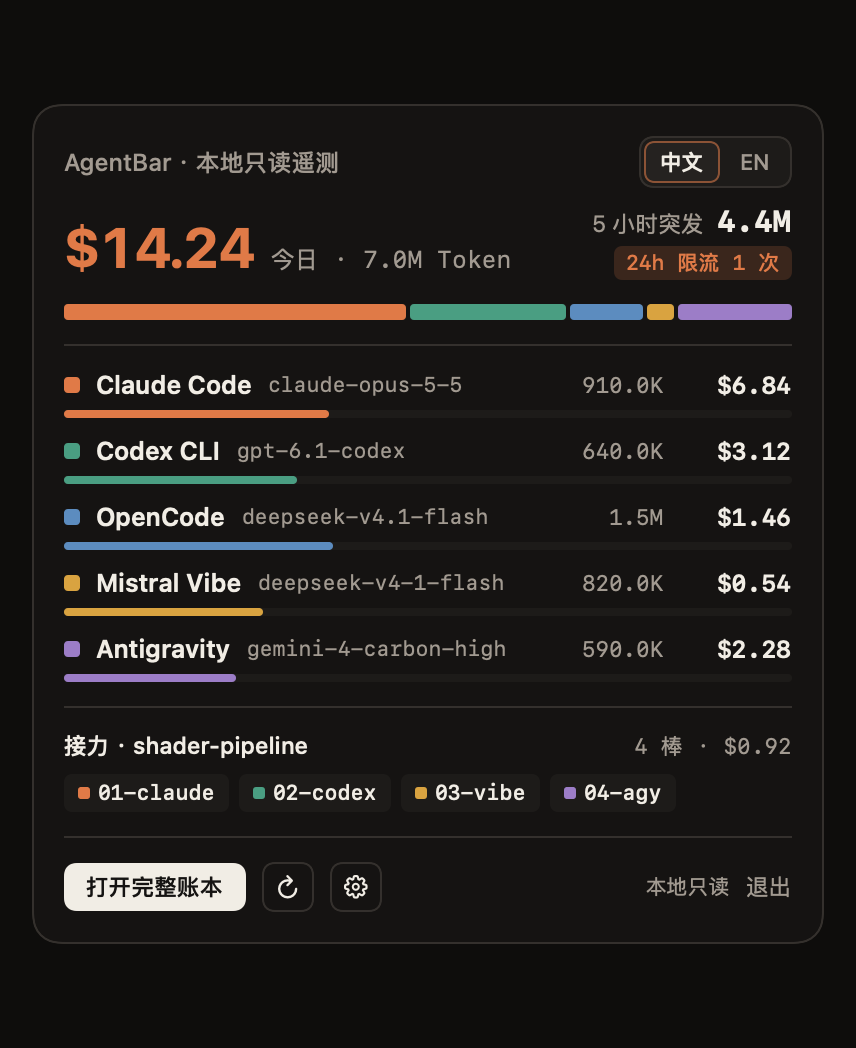 AgentBar · 本地只读遥测
中文 EN
$14.24 今日 · 7.0M Token
5 小时突发 4.4M
24h 限流 1 次
Claude Code claude-opus-5-5 910.0K $6.84
Codex CLI gpt-6.1-codex 640.0K $3.12
OpenCode deepseek-v4.1-flash 1.5M $1.46
Mistral Vibe deepseek-v4-1-flash 820.0K $0.54
Antigravity gemini-4-carbon-high 590.0K $2.28
接力 · shader-pipeline 4 棒 · $0.92
01-claude 02-codex 03-vibe 04-agy
打开完整账本 本地只读 退出